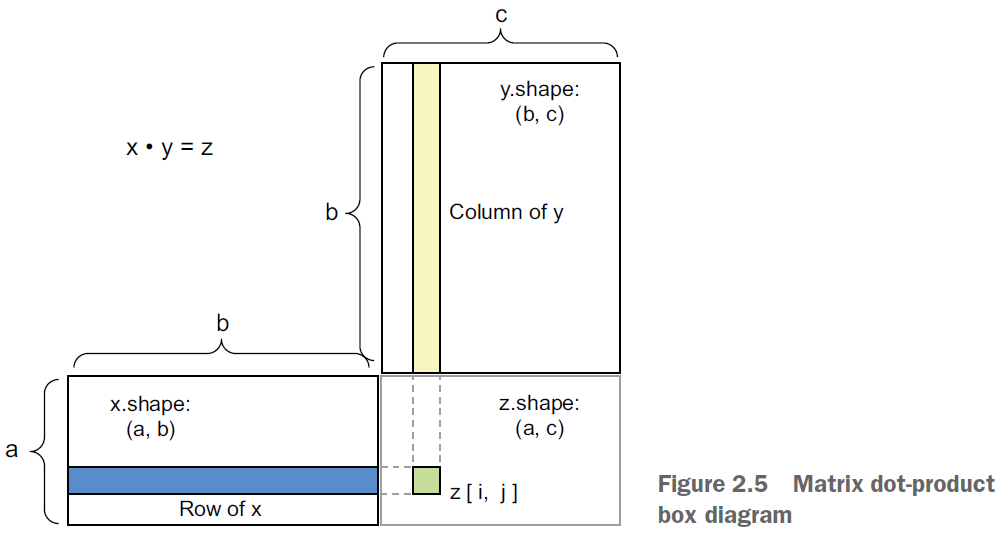 c
y.shape:
(b, c)
x • y = z
b
Column of y
b
x.shape:
(a, b)
z.shape:
(a, c)
a
z [ i, j ]
Row of x
Figure 2.5 Matrix dot-product
box diagram